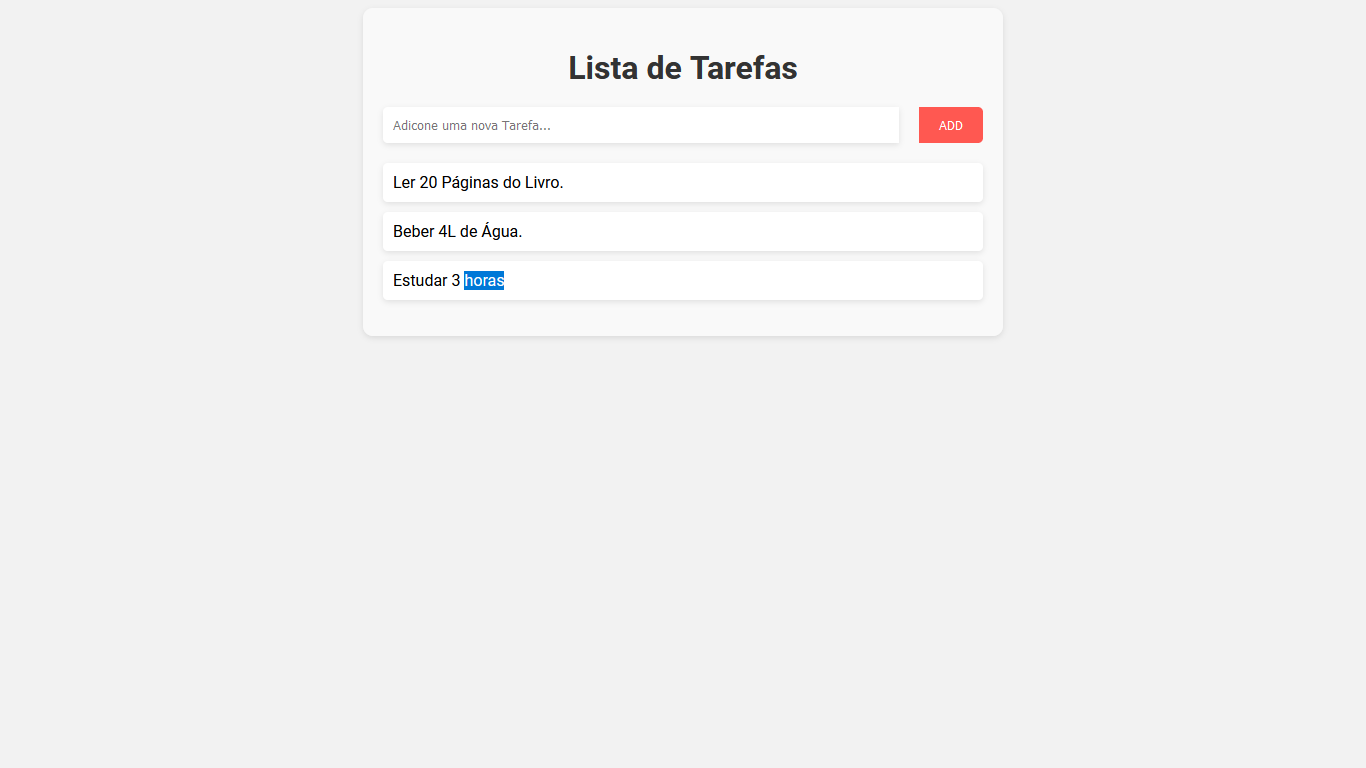 Lista de Tarefas
Adicione uma nova Tarefa...
ADD
Ler 20 Páginas do Livro.
Beber 4L de Água.
Estudar 3 horas